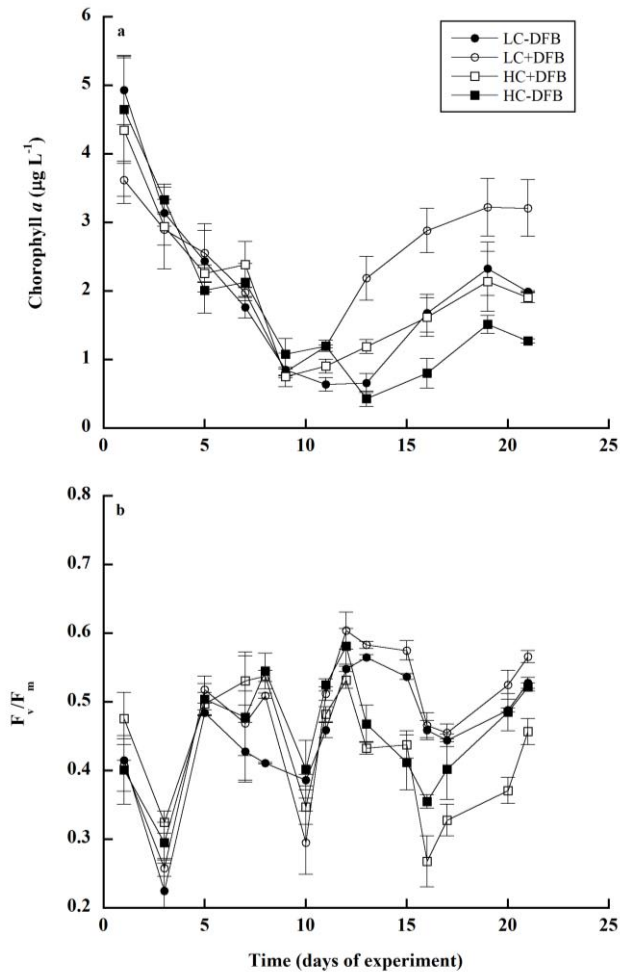 6
5
4
3
2
1
0
a
Chorophyll a (µg L⁻¹)
LC-DFB
LC+DFB
HC+DFB
HC-DFB
0 5 10 15 20 25
0.8
0.7
0.6
0.5
0.4
0.3
0.2
b
Fᵥ/Fₘ
0 5 10 15 20 25
Time (days of experiment)